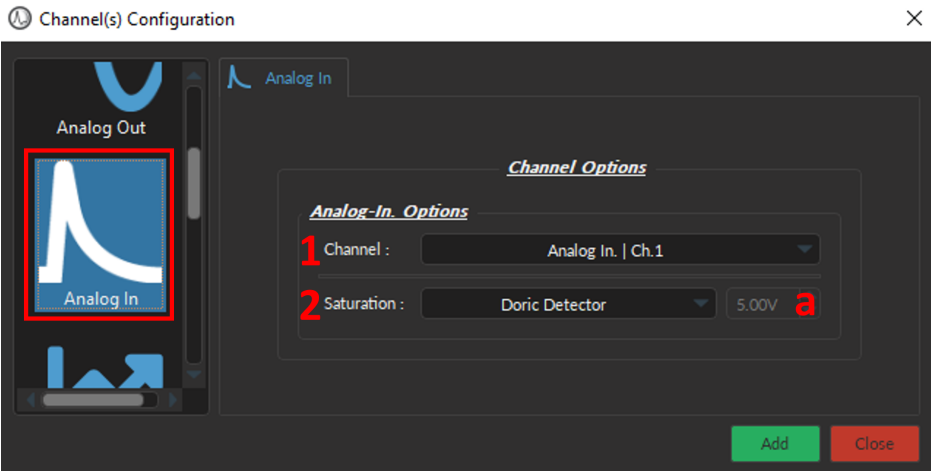 Channel(s) Configuration
Analog Out
Analog In
Analog In
Channel Options
Analog-In. Options
1 Channel : Analog In. | Ch.1
2 Saturation : Doric Detector 5.00V a
Add Close